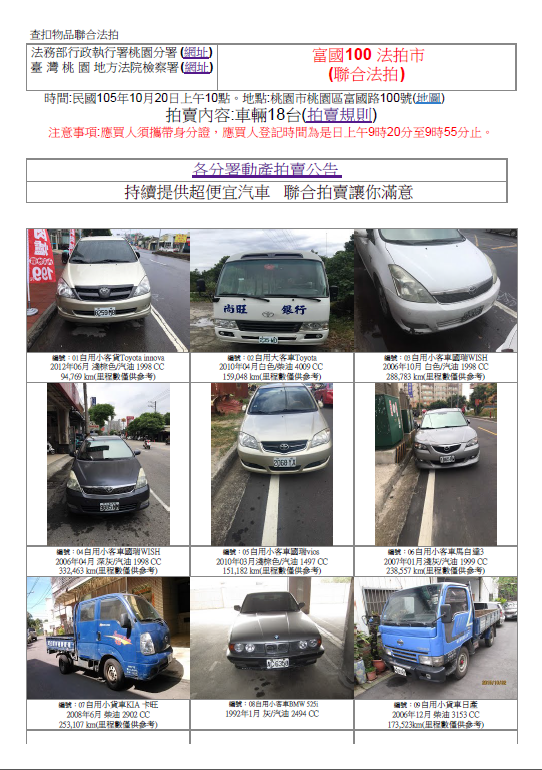 查扣物品聯合法拍
法務部行政執行署桃園分署 (網址)
臺 灣 桃 園 地方法院檢察署 (網址)
富國100 法拍市
(聯合法拍)
時間:民國105年10月20日上午10點。地點:桃園市桃園區富國路100號(地圖)
拍賣內容:車輛18台(拍賣規則)
注意事項:應買人須攜帶身分證，應買人登記時間為是日上午9時20分至9時55分止。
各分署動產拍賣公告
持續提供超便宜汽車 聯合拍賣讓你滿意
199
尚旺 銀行
編號：01自用小客貨Toyota innova
2012年06月 淺棕色/汽油 1998 CC
94,769 km(里程數僅供參考)
編號：02自用大客車Toyota
2010年04月白色/柴油 4009 CC
159,048 km(里程數僅供參考)
編號：03自用小客車國瑞WISH
2006年10月 白色/汽油 1998 CC
288,783 km(里程數僅供參考)
2068
編號：04自用小客車國瑞WISH
2006年04月 深灰/汽油 1998 CC
332,463 km(里程數僅供參考)
編號：05自用小客車國瑞vios
2010年03月淺棕色/汽油 1497 CC
151,182 km(里程數僅供參考)
編號：06自用小客車馬自達3
2007年01月淺灰/汽油 1999 CC
238,557 km(里程數僅供參考)
編號：07自用小貨車KIA 卡旺
2008年6月 柴油 2902 CC
253,107 km(里程數僅供參考)
編號：08自用小客車BMW 525i
1992年1月 灰/汽油 2494 CC
編號：09自用小貨車日產
2006年12月 柴油 3153 CC
173,523km(里程數僅供參考)